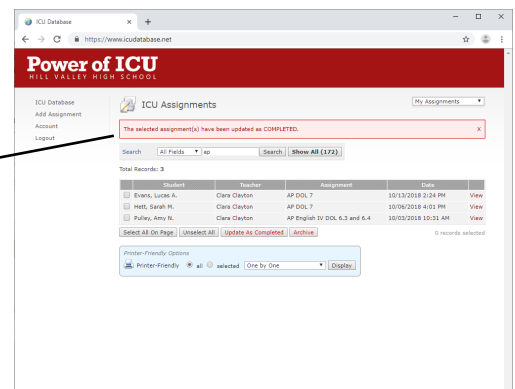 ICU Database
https://www.icudatabase.net
Power of ICU
HILL VALLEY HIGH SCHOOL
ICU Database
Add Assignment
Account
Logout
ICU Assignments
My Assignments
The selected assignment(s) have been updated as COMPLETED. X
Search All Fields ap Search Show All (172)
Total Records: 3
Student Teacher Assignment Date
Evans, Lucas A. Clara Clayton AP DOL 7 10/13/2018 2:24 PM View
Hett, Sarah M. Clara Clayton AP DOL 7 10/06/2018 4:01 PM View
Pulley, Amy N. Clara Clayton AP English IV DOL 6.3 and 6.4 10/03/2018 10:31 AM View
Select All On Page Unselect All Update As Completed Archive 0 records selected
Printer-Friendly Options
Printer-Friendly all selected One by One Display